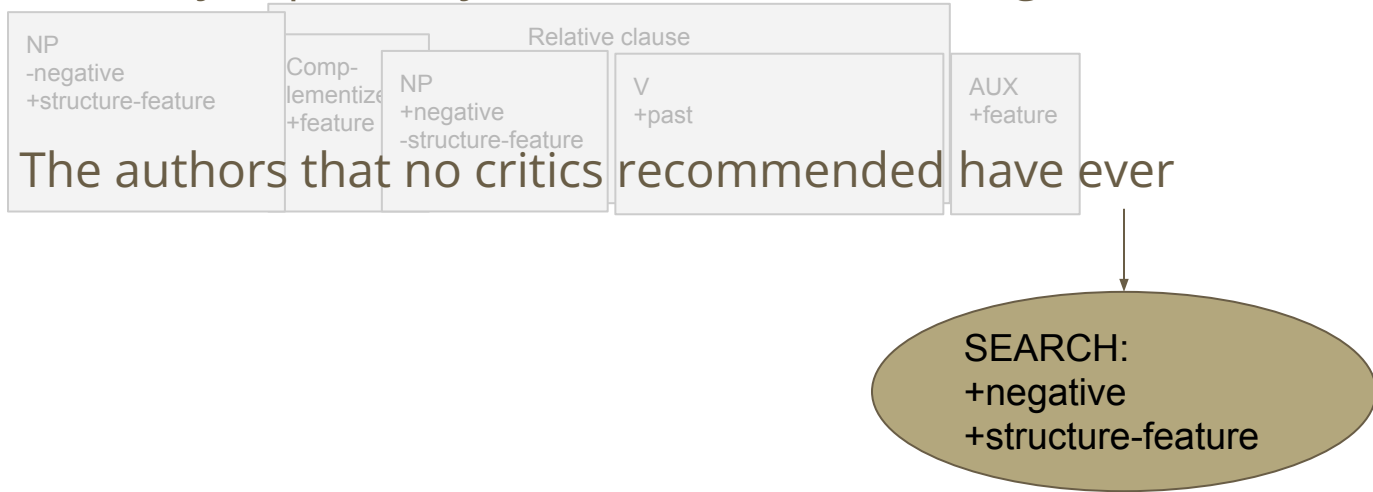 Relative clause
NP
-negative
+structure-feature
Comp-
lementize
+feature
NP
+negative
-structure-feature
V
+past
AUX
+feature
The authors that no critics recommended have ever
SEARCH:
+negative
+structure-feature